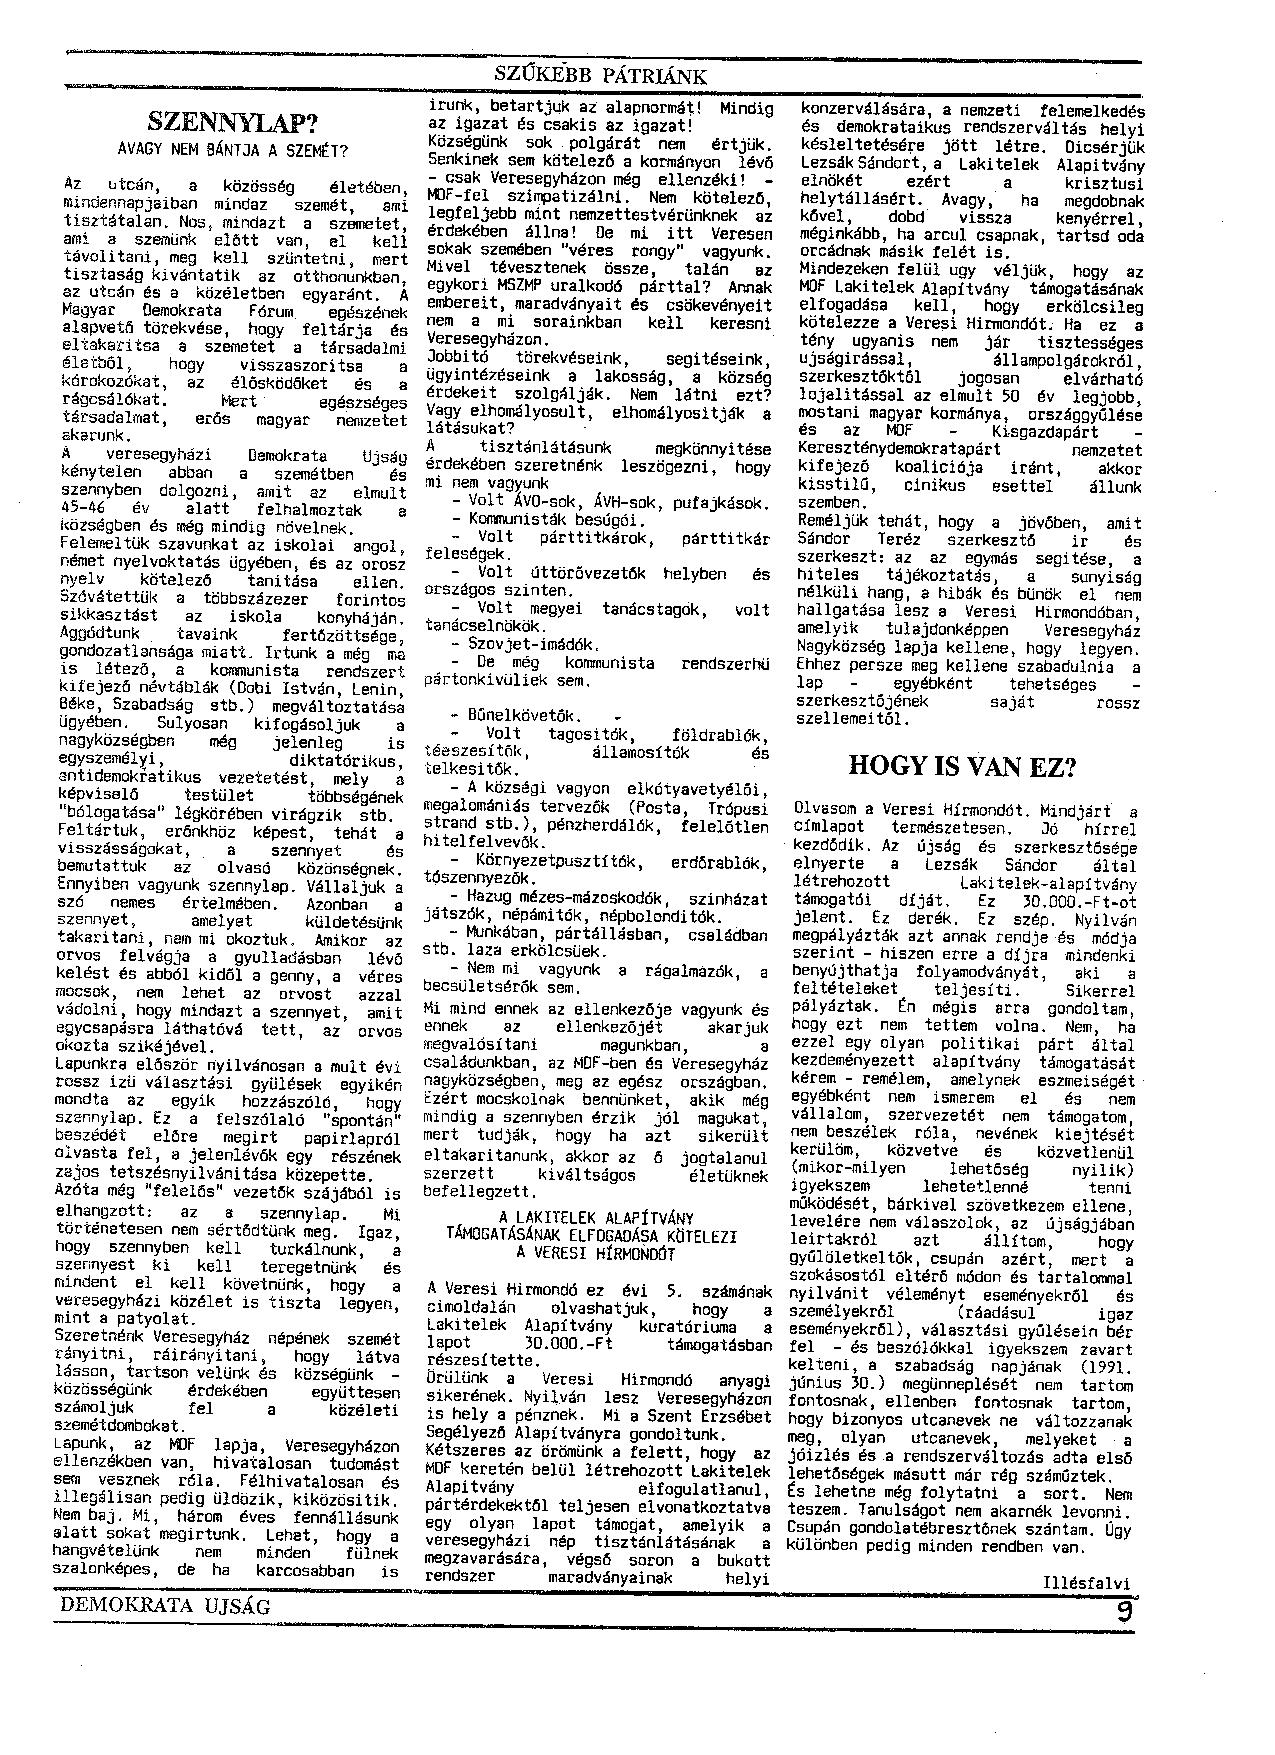 SZŰKEBB PÁTRIÁNK
SZENNYLAP?
AVAGY NEM BÁNTJA A SZEMÉT?
Az utcán, a közösség életében,
mindennapjaiban mindaz szemét, ami
tisztátalan. Nos, mindazt a szemetet,
ami a szemünk előtt van, el kell
távolitani, meg kell szüntetni, mert
tisztaság kivántatik az otthonunkban,
az utcán és a közéletben egyaránt. A
Magyar Demokrata Fórum egészének
alapvető törekvése, hogy feltárja és
eltakaritsa a szemetet a társadalmi
életből, hogy visszaszorítsa a
kórokozókat, az élősködőket és a
rágcsálókat. Mert egészséges
társadalmat, erős magyar nemzetet
akarunk.
A veresegyházi Demokrata Ujság
kénytelen abban a szemétben és
szennyben dolgozni, amit az elmult
45-46 év alatt felhalmoztek a
községben és még mindig növelnek.
Felemeltük szavunkat az iskolai angol,
német nyelvoktatás ügyében, és az orosz
nyelv kötelező tanitása ellen.
Szóvátettük a többszázezer forintos
sikkasztást az iskola konyháján.
Aggódtunk tavaink fertőzöttsége,
gondozatlansága miatt. Irtunk a még ma
is létező, a kommunista rendszert
kifejező névtáblák (Dobi István, Lenin,
Béke, Szabadság stb.) megváltoztatása
ügyében. Sulyosan kifogásoljuk a
nagyközségben még jelenleg is
egyszemélyi, diktatórikus,
antidemokratikus vezetetést, mely a
képviselő testület többségének
"bólogatása" légkörében virágzik stb.
Feltártuk, erőnkhöz képest, tehát a
visszásságokat, a szennyet és
bemutattuk az olvasó közönségnek.
Ennyiben vagyunk szennylap. Vállaljuk a
szó nemes értelmében. Azonban a
szennyet, amelyet küldetésünk
takaritani, nem mi okoztuk. Amikor az
orvos felvágja a gyulladásban lévő
kelést és abból kidől a genny, a véres
mocsok, nem lehet az orvost azzal
vádolni, hogy mindazt a szennyet, amit
egycsapásra láthatóvá tett, az orvos
okozta szikéjével.
Lapunkra először nyilvánosan a mult évi
rossz izü választási gyülések egyikén
mondta az egyik hozzászóló, hogy
szennylap. Ez a felszólaló "spontán"
beszédét előre megirt papirlapról
olvasta fel, a jelenlévők egy részének
zajos tetszésnyilvánitása közepette.
Azóta még "felelős" vezetők szájából is
elhangzott: az a szennylap. Mi
történetesen nem sértődtünk meg. Igaz,
hogy szennyben kell turkálnunk, a
szennyest ki kell teregetnünk és
mindent el kell követnünk, hogy a
veresegyházi közélet is tiszta legyen,
mint a patyolat.
Szeretnénk Veresegyház népének szemét
rányitni, ráirányitani, hogy látva
lásson, tartson velünk és községünk -
közösségünk érdekében együttesen
számoljuk fel a közéleti
szemétdombokat.
Lapunk, az MDF lapja, Veresegyházon
ellenzékben van, hivatalosan tudomást
sem vesznek róla. Félhivatalosan és
illegálisan pedig üldözik, kiközösitik.
Nem baj. Mi, három éves fennállásunk
alatt sokat megirtunk. Lehet, hogy a
hangvételünk nem minden fülnek
szalonképes, de ha karcosabban is
irunk, betartjuk az alapnormát! Mindig
az igazat és csakis az igazat!
Községünk sok polgárát nem értjük.
Senkinek sem kötelező a kormányon lévő
- csak Veresegyházon még ellenzéki! -
MDF-fel szimpatizálni. Nem kötelező,
legfeljebb mint nemzettestvérünknek az
érdekében állna! De mi itt Veresen
sokak szemében "véres rongy" vagyunk.
Mivel tévesztenek össze, talán az
egykori MSZMP uralkodó párttal? Annak
embereit, maradványait és csökevényeit
nem a mi sorainkban kell keresni
Veresegyházon.
Jobbitó törekvéseink, segitéseink,
ügyintézéseink a lakosság, a község
érdekeit szolgálják. Nem látni ezt?
Vagy elhomályosult, elhomályositják a
látásukat?
A tisztánlátásunk megkönnyitése
érdekében szeretnénk leszögezni, hogy
mi nem vagyunk
- Volt ÁVO-sok, ÁVH-sok, pufajkások.
- Kommunisták besúgói.
- Volt párttitkárok, párttitkár
feleségek.
- Volt úttörővezetők helyben és
országos szinten.
- Volt megyei tanácstagok, volt
tanácselnökök.
- Szovjet-imádók.
- De még kommunista rendszerhü
pártonkivüliek sem.
- Bűnelkövetők. -
- Volt tagositók, földrablók,
téeszesítők, államosítók és
telkesitők.
- A községi vagyon elkótyavetyélői,
megalomániás tervezők (Posta, Trópusi
strand stb.), pénzherdálók, felelőtlen
hitelfelvevők.
- Környezetpusztítók, erdőrablók,
tószennyezők.
- Hazug mézes-mázoskodók, szinházat
játszók, népámitók, népbolonditók.
- Munkában, pártállásban, családban
stb. laza erkölcsüek.
- Nem mi vagyunk a rágalmazók, a
becsületsérők sem.
Mi mind ennek az ellenkezője vagyunk és
ennek az ellenkezőjét akarjuk
megvalósítani magunkban, a
családunkban, az MDF-ben és Veresegyház
nagyközségben, meg az egész országban.
Ezért mocskolnak bennünket, akik még
mindig a szennyben érzik jól magukat,
mert tudják, hogy ha azt sikerült
eltakaritanunk, akkor az ő jogtalanul
szerzett kiváltságos életüknek
befellegzett.
A LAKITELEK ALAPÍTVÁNY
TÁMOGATÁSÁNAK ELFOGADÁSA KÖTELEZI
A VERESI HÍRMONDÓT
A Veresi Hirmondó ez évi 5. számának
cimoldalán olvashatjuk, hogy a
Lakitelek Alapítvány kuratóriuma a
lapot 30.000.-Ft támogatásban
részesítette.
Örülünk a Veresi Hirmondó anyagi
sikerének. Nyilván lesz Veresegyházon
is hely a pénznek. Mi a Szent Erzsébet
Segélyező Alapítványra gondoltunk.
Kétszeres az örömünk a felett, hogy az
MDF keretén belül létrehozott Lakitelek
Alapitvány elfogulatlanul,
pártérdekektől teljesen elvonatkoztatva
egy olyan lapot támogat, amelyik a
veresegyházi nép tisztánlátásának a
megzavarására, végső soron a bukott
rendszer maradványainak helyi
konzerválására, a nemzeti felemelkedés
és demokrataikus rendszerváltás helyi
késleltetésére jött létre. Dicsérjük
Lezsák Sándort, a Lakitelek Alapitvány
elnökét ezért a krisztusi
helytállásért. Avagy, ha megdobnak
kővel, dobd vissza kenyérrel,
méginkább, ha arcul csapnak, tartsd oda
orcádnak másik felét is.
Mindezeken felül ugy véljük, hogy az
MDF Lakitelek Alapítvány támogatásának
elfogadása kell, hogy erkölcsileg
kötelezze a Veresi Hirmondót. Ha ez a
tény ugyanis nem jár tisztességes
ujságirással, állampolgárokról,
szerkesztőktől jogosan elvárható
lojalitással az elmult 50 év legjobb,
mostani magyar kormánya, országgyűlése
és az MDF - Kisgazdapárt -
Kereszténydemokratapárt nemzetet
kifejező koaliciója iránt, akkor
kisstilű, cinikus esettel állunk
szemben.
Reméljük tehát, hogy a jövőben, amit
Sándor Teréz szerkesztő ir és
szerkeszt: az az egymás segitése, a
hiteles tájékoztatás, a sunyiság
nélküli hang, a hibák és bűnök el nem
hallgatása lesz a Veresi Hirmondóban,
amelyik tulajdonképpen Veresegyház
Nagyközség lapja kellene, hogy legyen.
Ehhez persze meg kellene szabadulnia a
lap - egyébként tehetséges -
szerkesztőjének saját rossz
szellemeitől.
HOGY IS VAN EZ?
Olvasom a Veresi Hírmondót. Mindjárt a
címlapot természetesen. Jó hírrel
kezdődik. Az újság és szerkesztősége
elnyerte a Lezsák Sándor által
létrehozott Lakitelek-alapítvány
támogatói díját. Ez 30.000.-Ft-ot
jelent. Ez derék. Ez szép. Nyilván
megpályázták azt annak rendje és módja
szerint - hiszen erre a díjra mindenki
benyújthatja folyamodványát, aki a
feltételeket teljesíti. Sikerrel
pályáztak. Én mégis arra gondoltam,
hogy ezt nem tettem volna. Nem, ha
ezzel egy olyan politikai párt által
kezdeményezett alapítvány támogatását
kérem - remélem, amelynek eszmeiségét
egyébként nem ismerem el és nem
vállalom, szervezetét nem támogatom,
nem beszélek róla, nevének kiejtését
kerülöm, közvetve és közvetlenül
(mikor-milyen lehetőség nyilik)
igyekszem lehetetlenné tenni
működését, bárkivel szövetkezem ellene,
levelére nem válaszolok, az újságjában
leirtakról azt állítom, hogy
gyűlöletkeltők, csupán azért, mert a
szokásostól eltérő módon és tartalommal
nyilvánit véleményt eseményekről és
személyekről (ráadásul igaz
eseményekről), választási gyűlésein bér
fel - és beszólókkal igyekszem zavart
kelteni, a szabadság napjának (1991.
június 30.) megünneplését nem tartom
fontosnak, ellenben fontosnak tartom,
hogy bizonyos utcanevek ne változzanak
meg, olyan utcanevek, melyeket a
jóizlés és a rendszerváltozás adta első
lehetőségek másutt már rég száműztek.
És lehetne még folytatni a sort. Nem
teszem. Tanulságot nem akarnék levonni.
Csupán gondolatébresztőnek szántam. Úgy
különben pedig minden rendben van.
Illésfalvi
DEMOKRATA UJSÁG
9